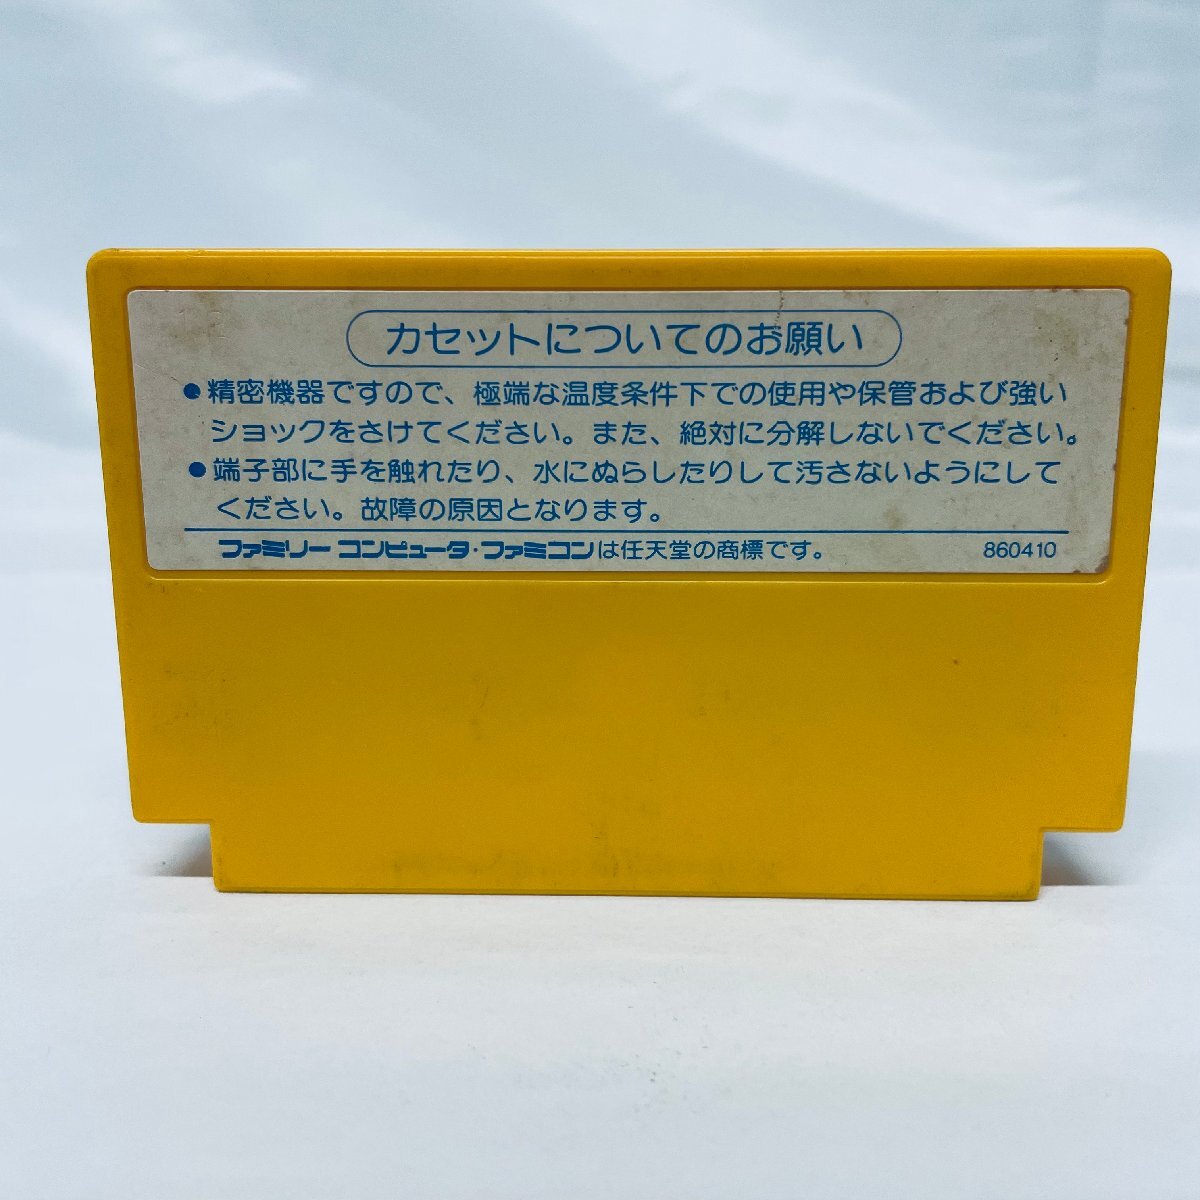 カセットについてのお願い
●精密機器ですので、極端な温度条件下での使用や保管および強い
ショックをさけてください。また、絶対に分解しないでください。
●端子部に手を触れたり、水にぬらしたりして汚さないようにして
ください。故障の原因となります。
ファミリー コンピュータ・ファミコンは任天堂の商標です。 860410